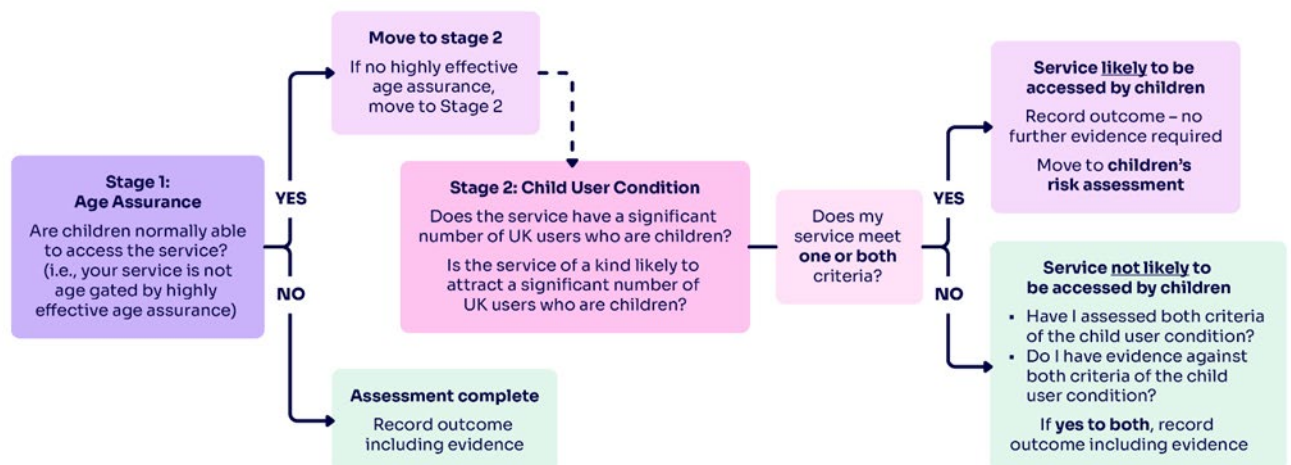 Stage 1:
Age Assurance
Are children normally able
to access the service?
(i.e., your service is not
age gated by highly
effective age assurance)
YES
NO
Move to stage 2
If no highly effective
age assurance,
move to Stage 2
Assessment complete
Record outcome
including evidence
Stage 2: Child User Condition
Does the service have a significant
number of UK users who are children?
Is the service of a kind likely to
attract a significant number of
UK users who are children?
Does my
service meet
one or both
criteria?
YES
NO
Service likely to be
accessed by children
Record outcome – no
further evidence required
Move to children's
risk assessment
Service not likely to
be accessed by children
▪ Have I assessed both criteria
of the child user condition?
▪ Do I have evidence against
both criteria of the child
user condition?
If yes to both, record
outcome including evidence